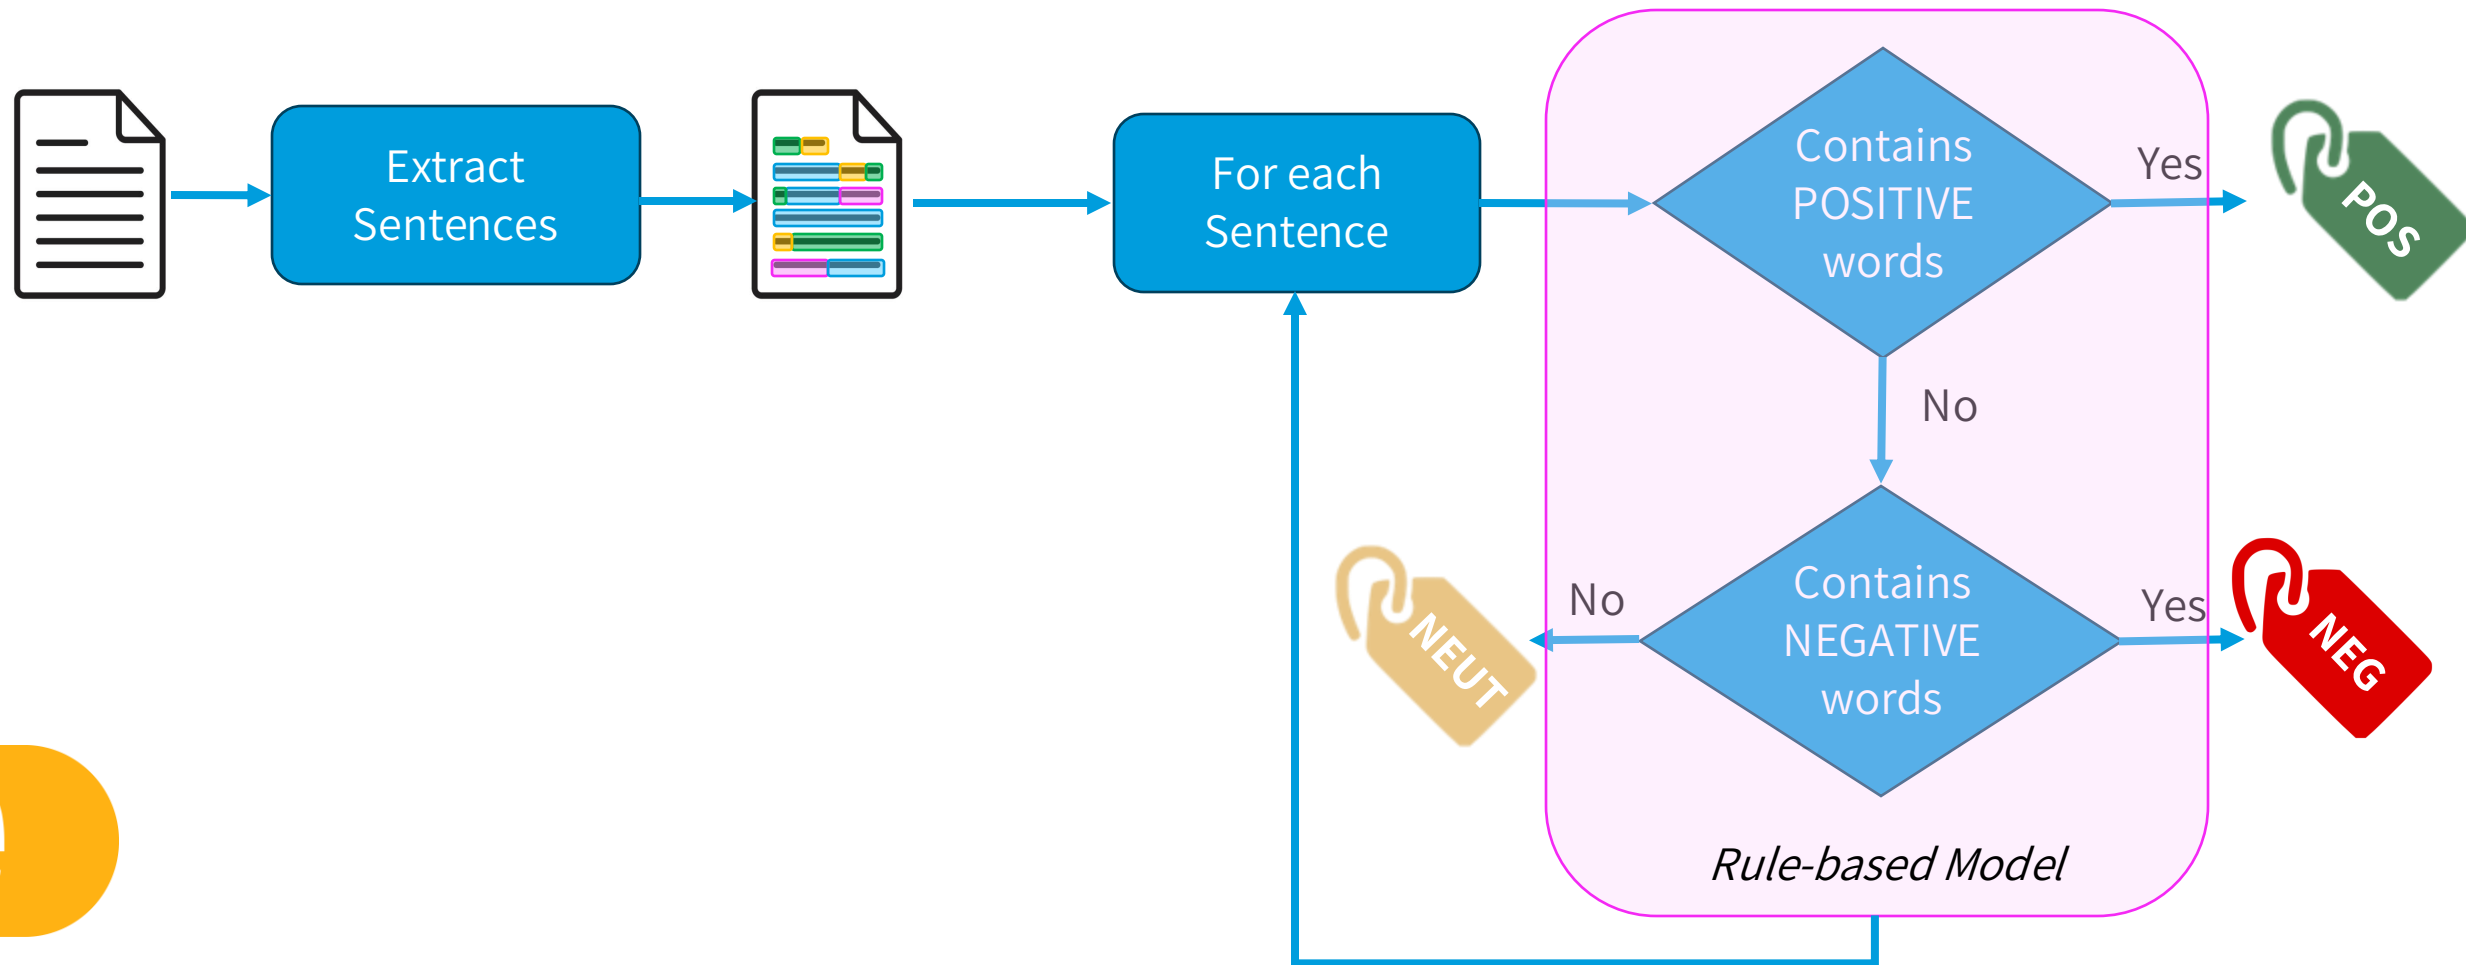 Extract
Sentences
For each
Sentence
Contains
POSITIVE
words
Yes
POS
No
Contains
NEGATIVE
words
No
NEUT
Yes
NEG
Rule-based Model